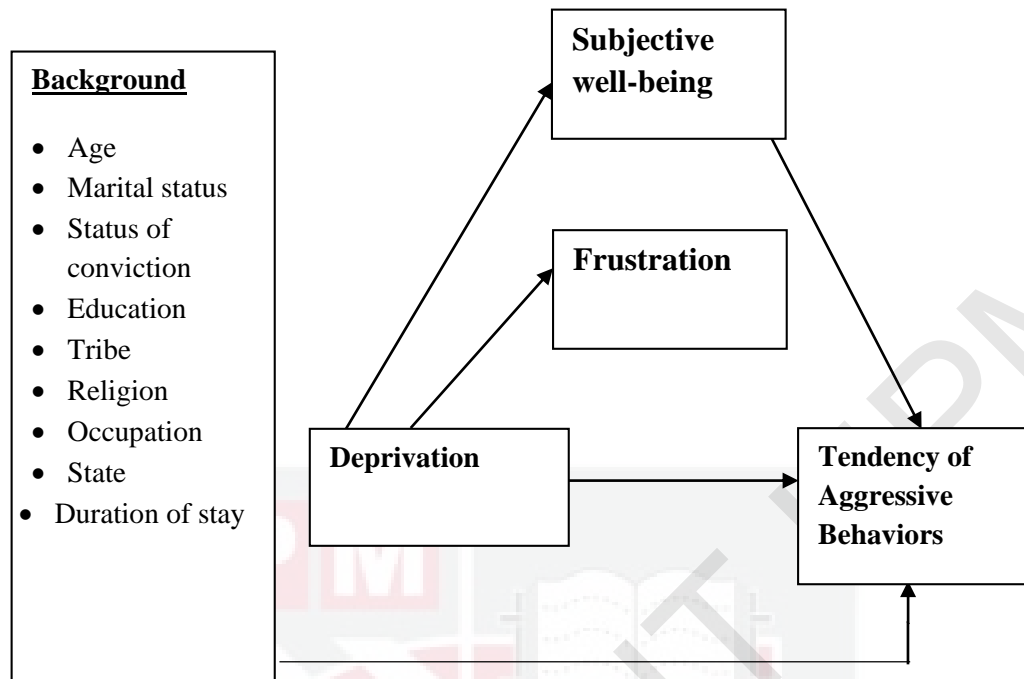 Background
• Age
• Marital status
• Status of
conviction
• Education
• Tribe
• Religion
• Occupation
• State
• Duration of stay
Subjective
well-being
Frustration
Deprivation
Tendency of
Aggressive
Behaviors
PM